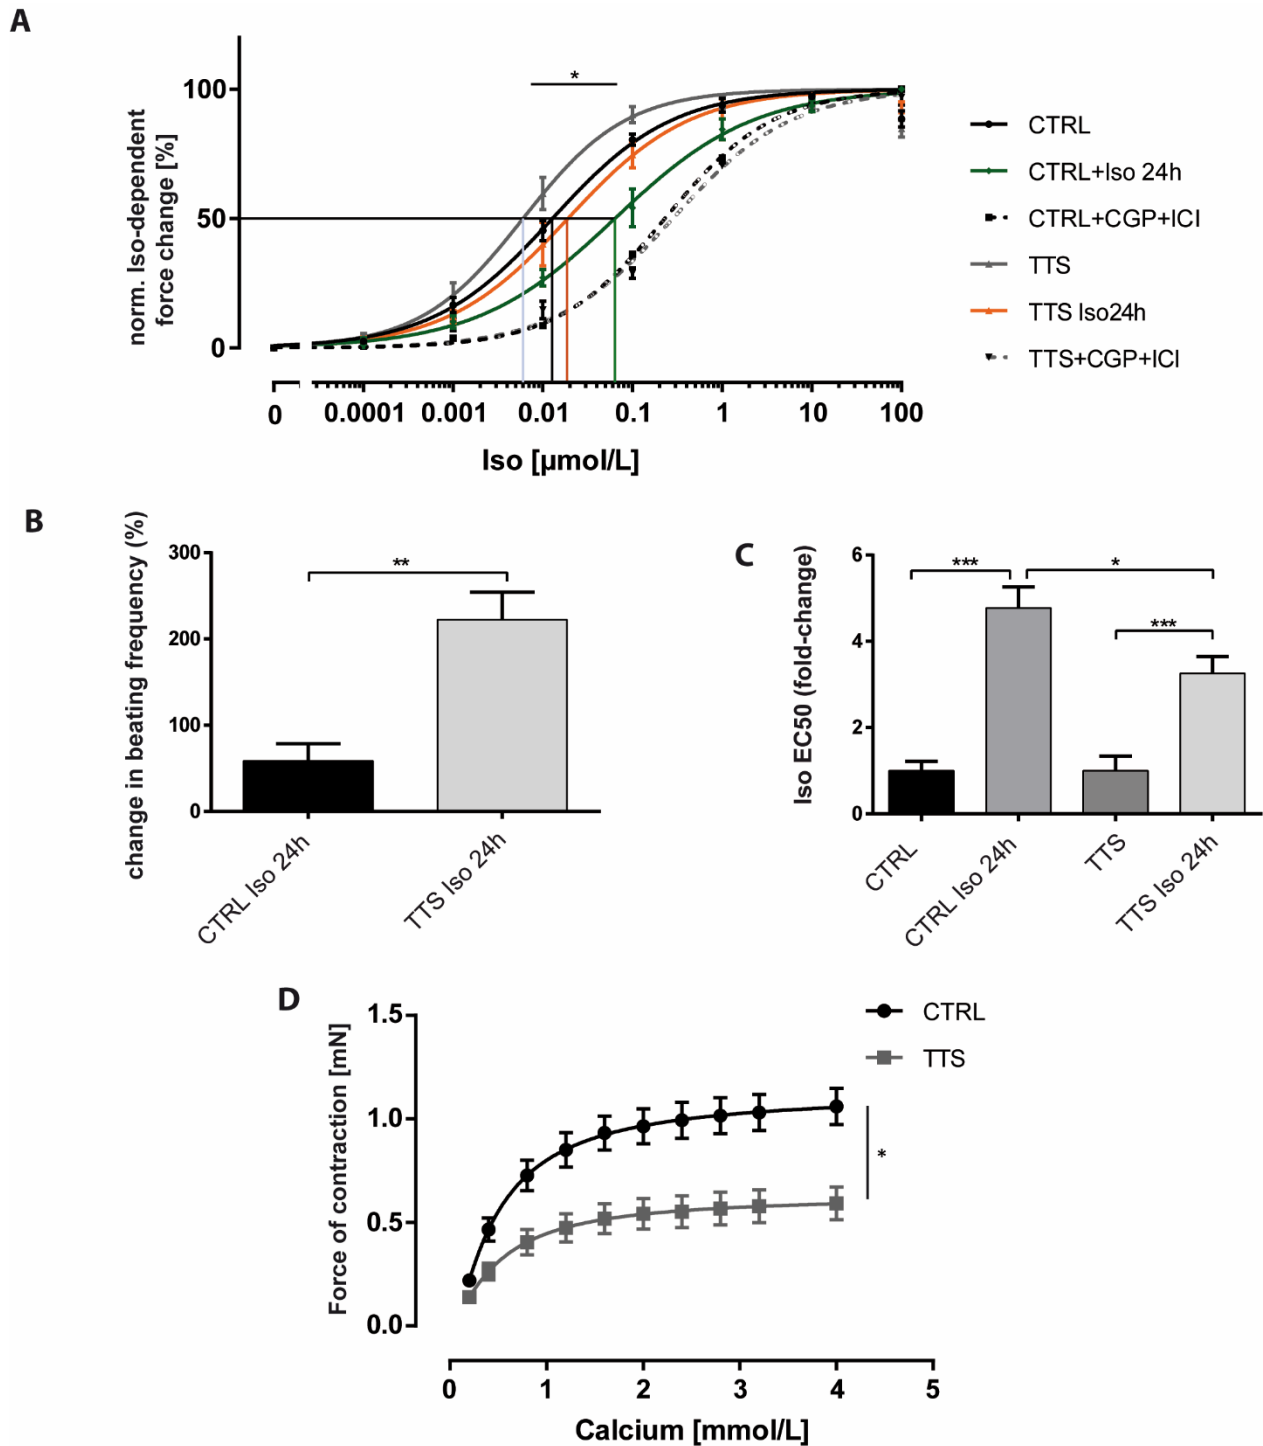 A
*
norm. Iso-dependent
force change [%]
100
50
0
0
0.0001
0.001
0.01
0.1
1
10
100
Iso [µmol/L]
CTRL
CTRL+Iso 24h
CTRL+CGP+ICI
TTS
TTS Iso24h
TTS+CGP+ICI
B
change in beating frequency (%)
300
200
100
0
**
CTRL Iso 24h
TTS Iso 24h
C
Iso EC50 (fold-change)
6
4
2
0
***
*
***
CTRL
CTRL Iso 24h
TTS
TTS Iso 24h
D
Force of contraction [mN]
1.5
1.0
0.5
0.0
0
1
2
3
4
5
Calcium [mmol/L]
CTRL
TTS
*